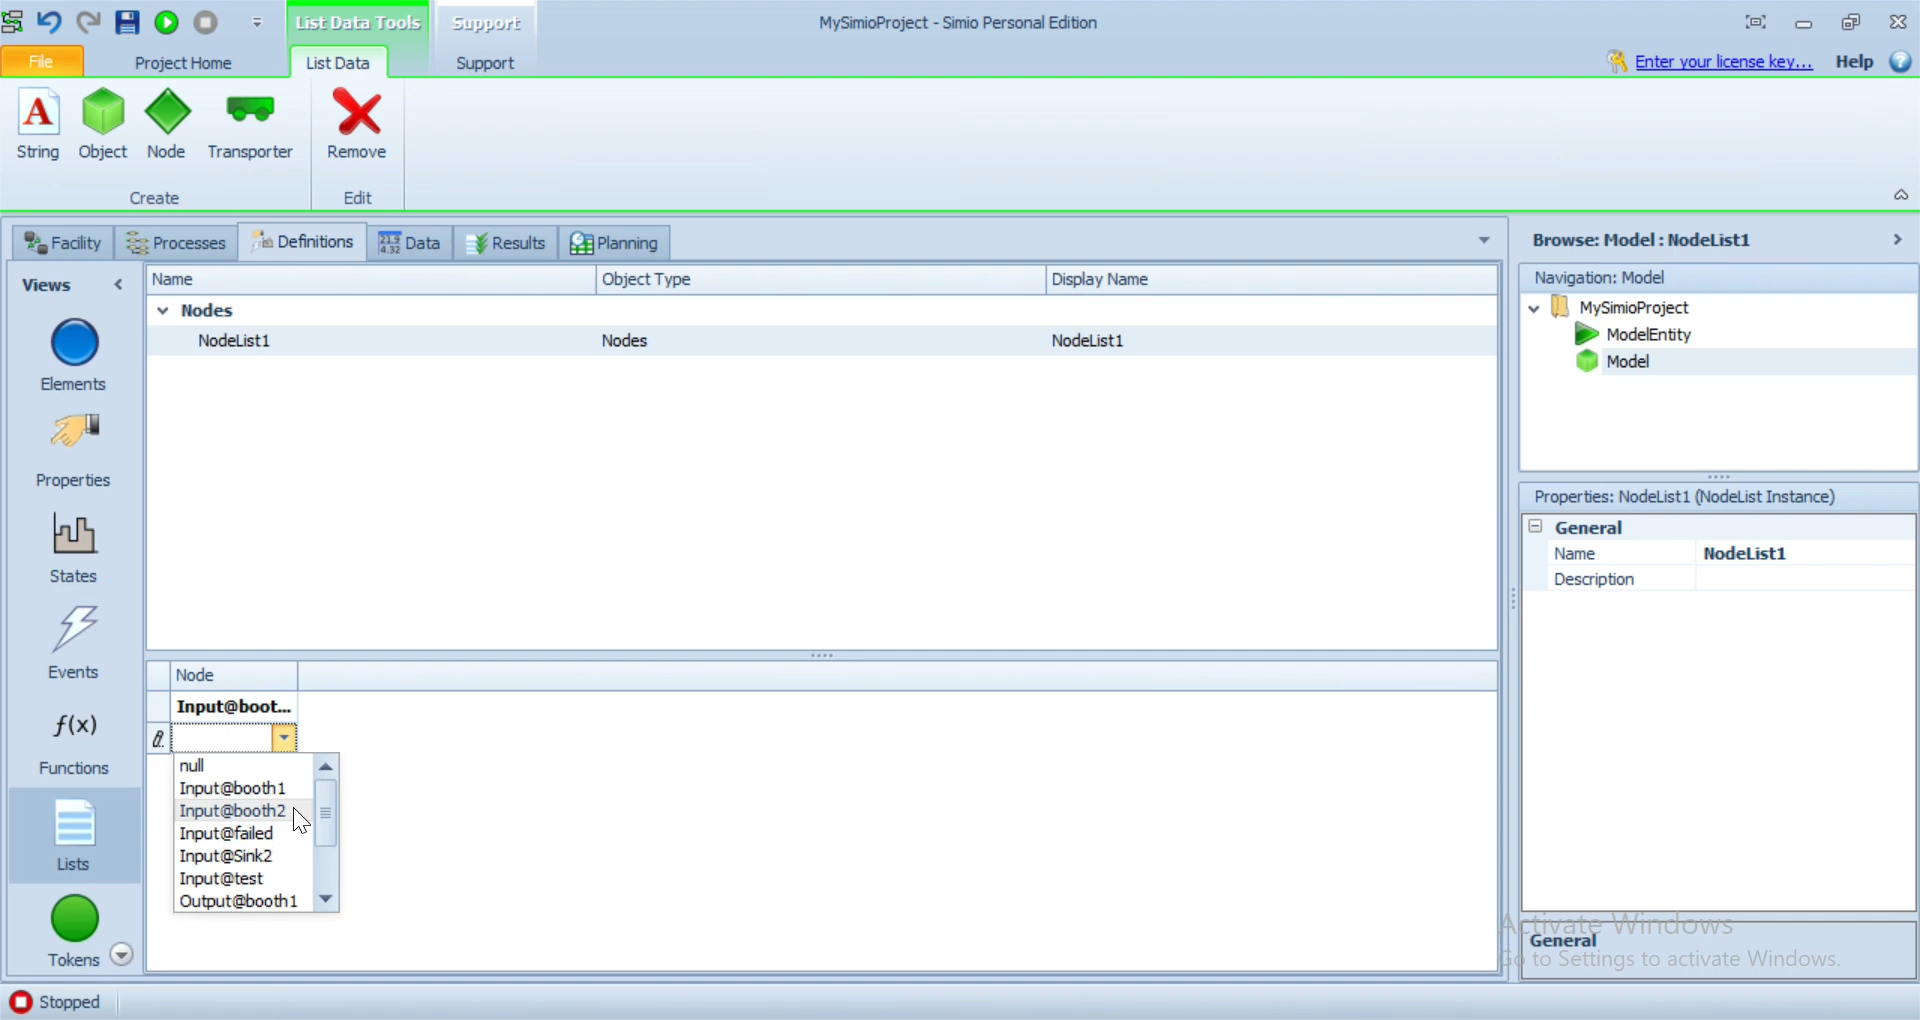 List Data Tools Support MySimioProject - Simio Personal Edition
File Project Home List Data Support Enter your license key... Help
String Object Node Transporter Remove
Create Edit
Facility Processes Definitions Data Results Planning Browse: Model : NodeList1
Views Name Object Type Display Name Navigation: Model
Nodes MySimioProject
NodeList1 Nodes NodeList1 ModelEntity
Model
Elements
Properties
States
Events
f(x)
Functions
Lists
Tokens
Properties: NodeList1 (NodeList Instance)
General
Name NodeList1
Description
Node
Input@boot...
null
Input@booth1
Input@booth2
Input@failed
Input@Sink2
Input@test
Output@booth1
Activate Windows
General
Go to Settings to activate Windows.
Stopped